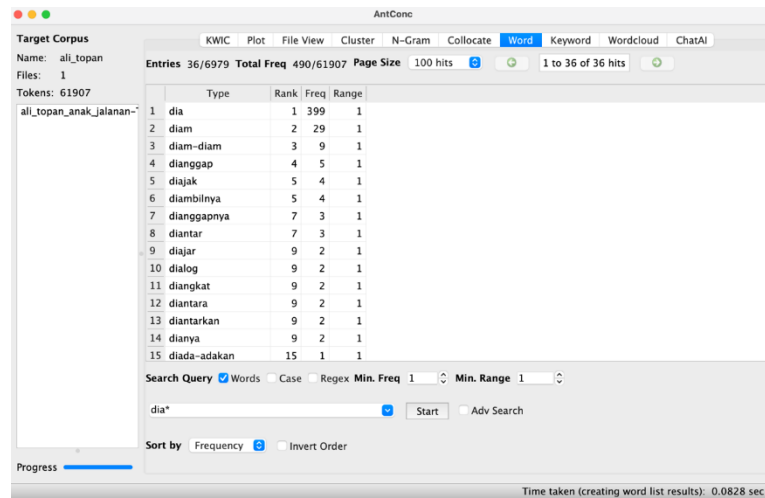 AntConc
Target Corpus
Name: ali_topan
Files: 1
Tokens: 61907
ali_topan_anak_jalanan-
Progress
KWIC Plot File View Cluster N-Gram Collocate Word Keyword Wordcloud ChatAI
Entries 36/6979 Total Freq 490/61907 Page Size 100 hits 1 to 36 of 36 hits
Type Rank Freq Range
1 dia 1 399 1
2 diam 2 29 1
3 diam-diam 3 9 1
4 dianggap 4 5 1
5 diajak 5 4 1
6 diambilnya 5 4 1
7 dianggapnya 7 3 1
8 diantar 7 3 1
9 diajar 9 2 1
10 dialog 9 2 1
11 diangkat 9 2 1
12 diantara 9 2 1
13 diantarkan 9 2 1
14 dianya 9 2 1
15 diada-adakan 15 1 1
Search Query Words Case Regex Min. Freq 1 Min. Range 1
dia* Start Adv Search
Sort by Frequency Invert Order
Time taken (creating word list results): 0.0828 sec